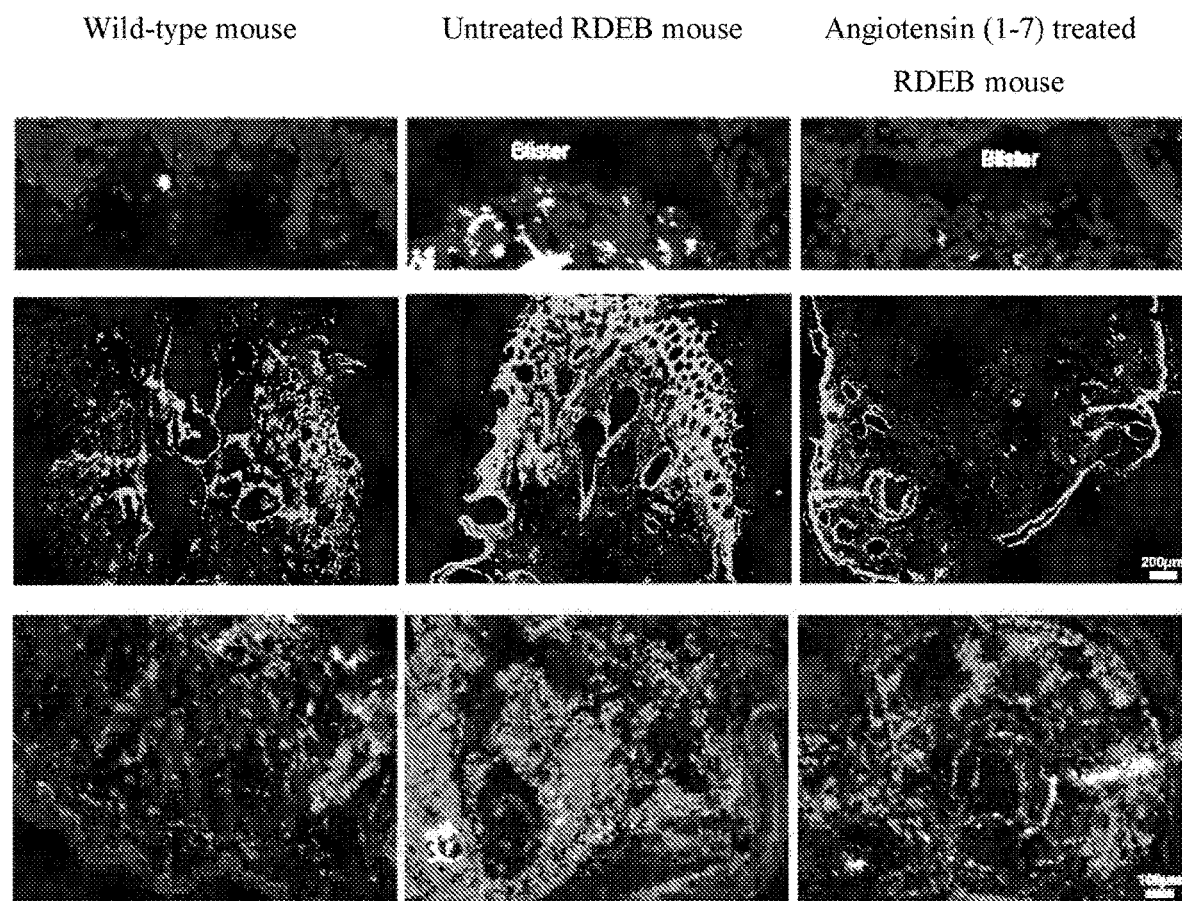 Wild-type mouse
Untreated RDEB mouse
Angiotensin (1-7) treated
RDEB mouse
Blister
Blister
200µm
100µm